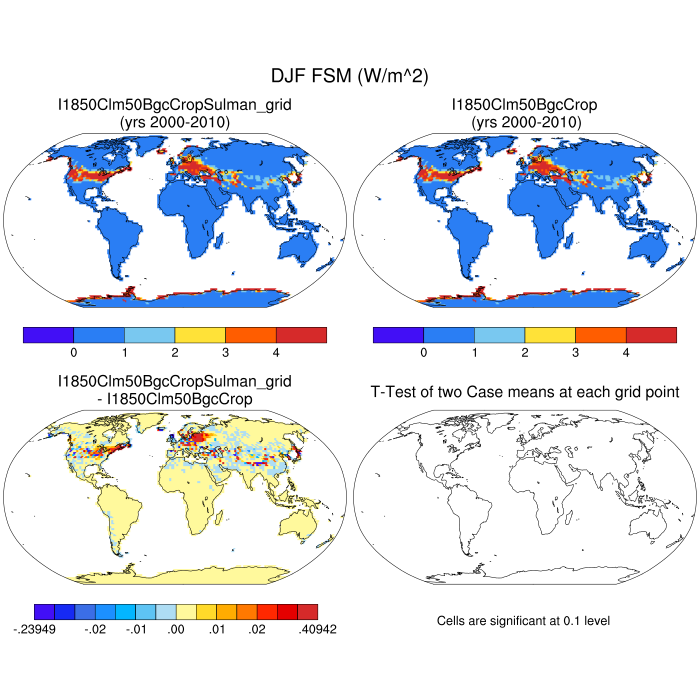 DJF FSM (W/m^2)
I1850Clm50BgcCropSulman_grid
(yrs 2000-2010)
I1850Clm50BgcCrop
(yrs 2000-2010)
0 1 2 3 4
0 1 2 3 4
I1850Clm50BgcCropSulman_grid
- I1850Clm50BgcCrop
T-Test of two Case means at each grid point
-.23949 -.02 -.01 .00 .01 .02 .40942
Cells are significant at 0.1 level